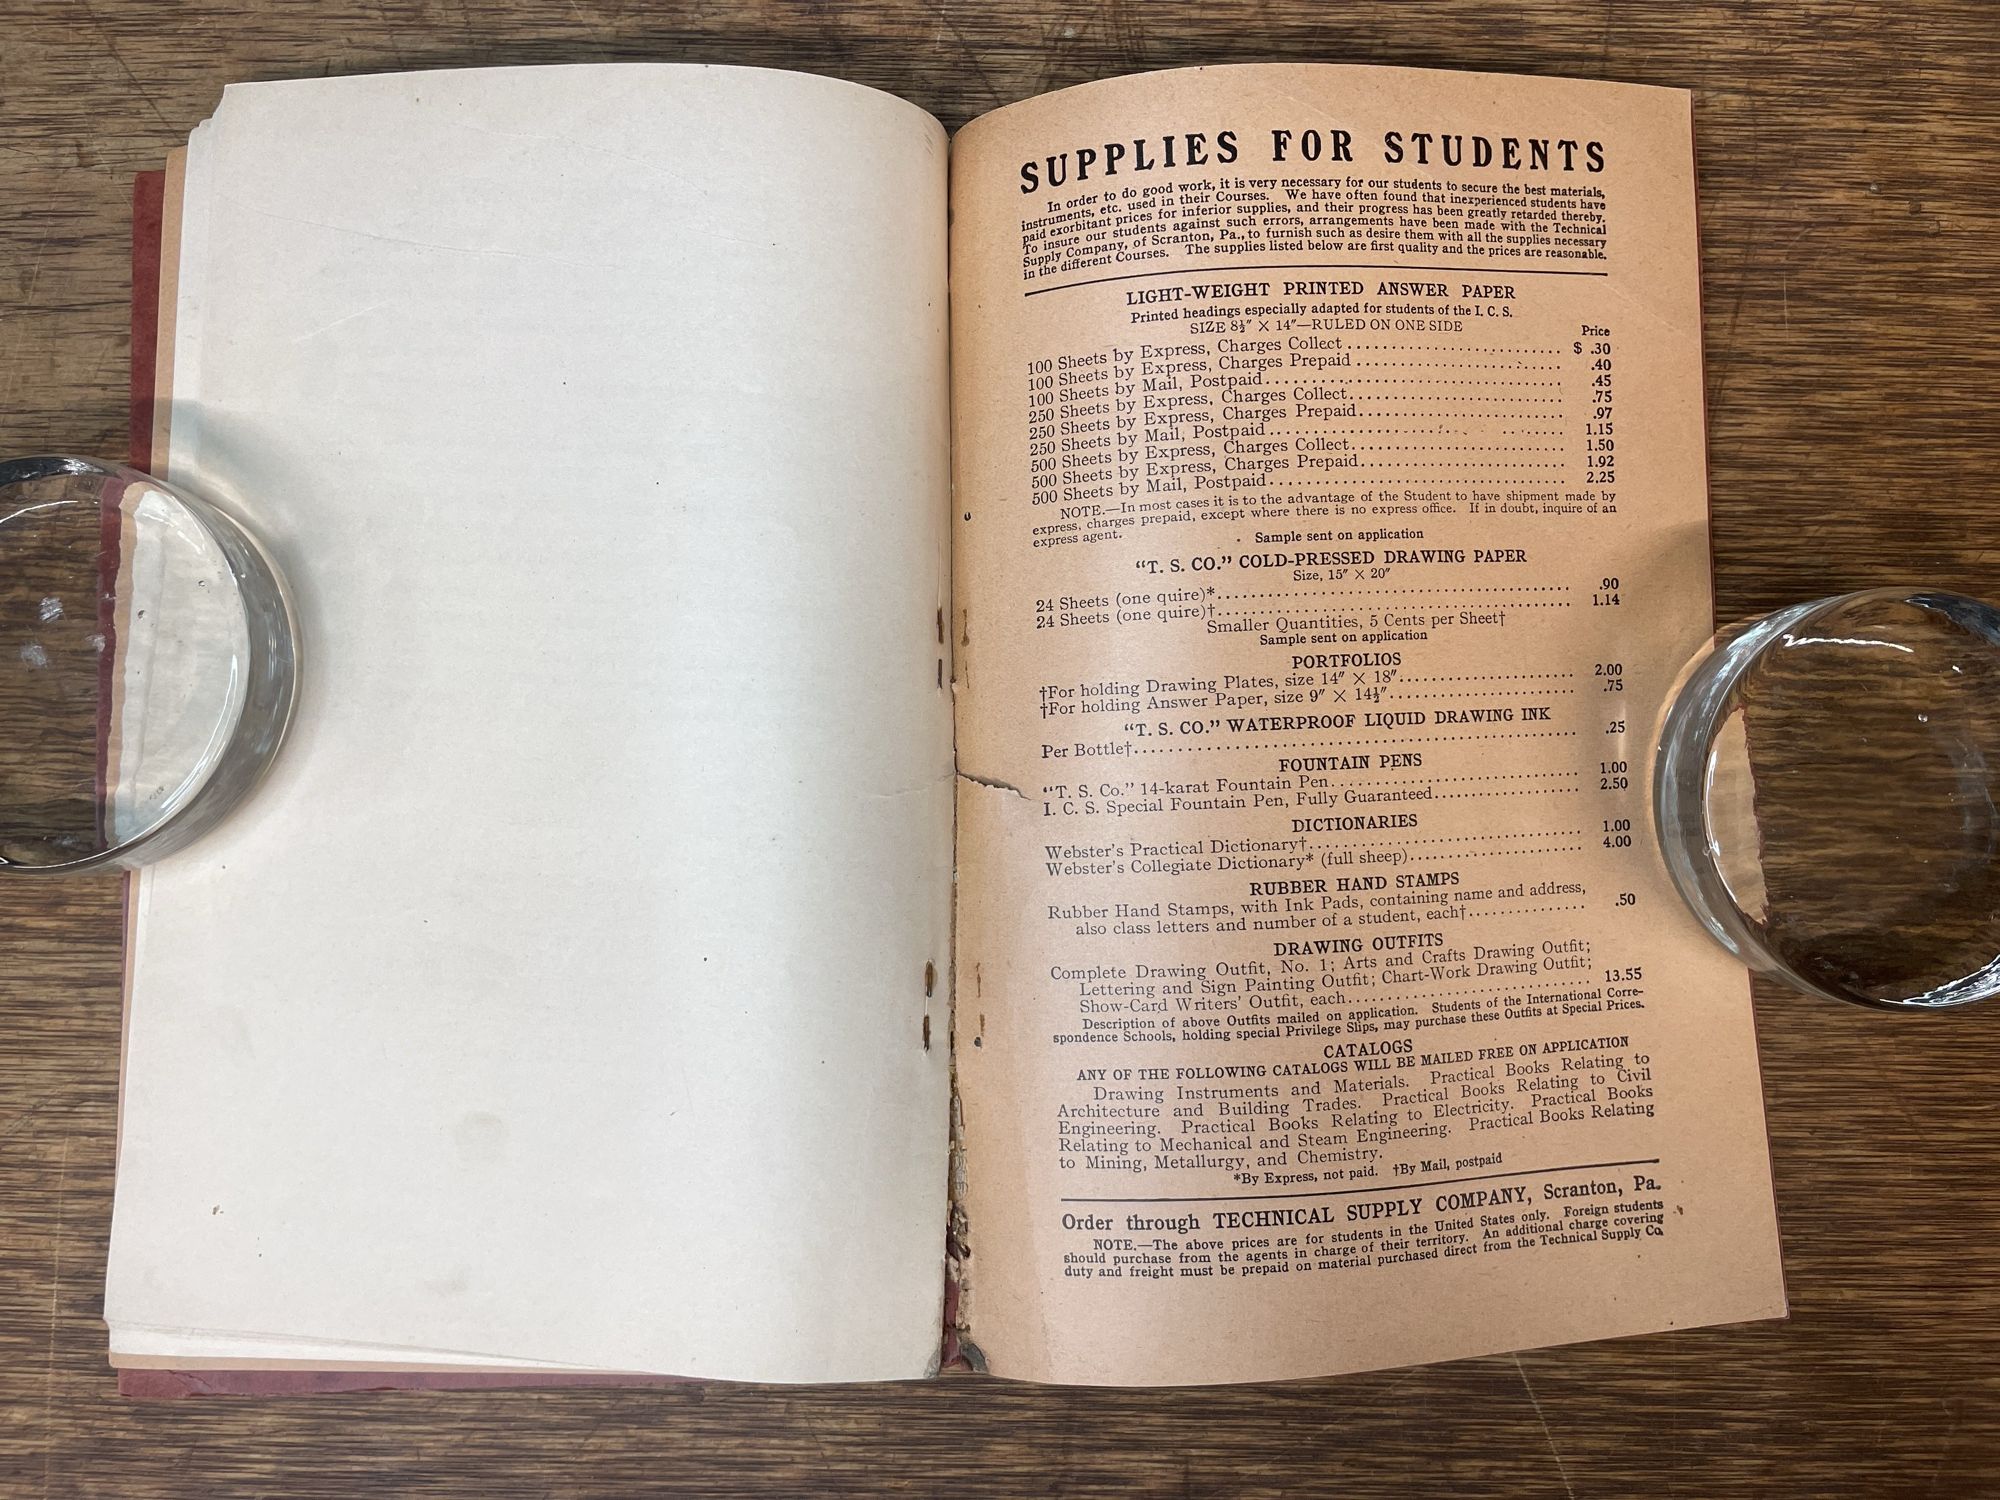 SUPPLIES FOR STUDENTS
In order to do good work, it is very necessary for our students to secure the best materials,
instruments, etc. used in their Courses. We have often found that inexperienced students have
paid exorbitant prices for inferior supplies, and their progress has been greatly retarded thereby.
To insure our students against such errors, arrangements have been made with the Technical
Supply Company, of Scranton, Pa., to furnish such as desire them with all the supplies necessary
in the different Courses. The supplies listed below are first quality and the prices are reasonable.
LIGHT-WEIGHT PRINTED ANSWER PAPER
Printed headings especially adapted for students of the I. C. S.
SIZE 8½″ × 14″—RULED ON ONE SIDE
Price
100 Sheets by Express, Charges Collect . . . . . $ .30
100 Sheets by Express, Charges Prepaid . . . . . .40
100 Sheets by Mail, Postpaid . . . . . .45
250 Sheets by Express, Charges Collect . . . . . .75
250 Sheets by Express, Charges Prepaid . . . . . .97
250 Sheets by Mail, Postpaid . . . . . 1.15
500 Sheets by Express, Charges Collect . . . . . 1.50
500 Sheets by Express, Charges Prepaid . . . . . 1.92
500 Sheets by Mail, Postpaid . . . . . 2.25
NOTE.—In most cases it is to the advantage of the Student to have shipment made by
express, charges prepaid, except where there is no express office. If in doubt, inquire of an
express agent.
Sample sent on application
“T. S. CO.” COLD-PRESSED DRAWING PAPER
Size, 15″ × 20″
24 Sheets (one quire)* . . . . . .90
24 Sheets (one quire)† . . . . . 1.14
Smaller Quantities, 5 Cents per Sheet†
Sample sent on application
PORTFOLIOS
†For holding Drawing Plates, size 14″ × 18″ . . . . . 2.00
†For holding Answer Paper, size 9″ × 14½″ . . . . . .75
“T. S. CO.” WATERPROOF LIQUID DRAWING INK
Per Bottle† . . . . . .25
FOUNTAIN PENS
“T. S. Co.” 14-karat Fountain Pen . . . . . 1.00
I. C. S. Special Fountain Pen, Fully Guaranteed . . . . . 2.50
DICTIONARIES
Webster’s Practical Dictionary† . . . . . 1.00
Webster’s Collegiate Dictionary* (full sheep) . . . . . 4.00
RUBBER HAND STAMPS
Rubber Hand Stamps, with Ink Pads, containing name and address,
also class letters and number of a student, each† . . . . . .50
DRAWING OUTFITS
Complete Drawing Outfit, No. 1; Arts and Crafts Drawing Outfit;
Lettering and Sign Painting Outfit; Chart-Work Drawing Outfit;
Show-Card Writers’ Outfit, each . . . . . 13.55
Description of above Outfits mailed on application. Students of the International Corre-
spondence Schools, holding special Privilege Slips, may purchase these Outfits at Special Prices.
CATALOGS
ANY OF THE FOLLOWING CATALOGS WILL BE MAILED FREE ON APPLICATION
Drawing Instruments and Materials. Practical Books Relating to
Architecture and Building Trades. Practical Books Relating to Civil
Engineering. Practical Books Relating to Electricity. Practical Books
Relating to Mechanical and Steam Engineering. Practical Books Relating
to Mining, Metallurgy, and Chemistry.
*By Express, not paid. †By Mail, postpaid
Order through TECHNICAL SUPPLY COMPANY, Scranton, Pa.
NOTE.—The above prices are for students in the United States only. Foreign students
should purchase from the agents in charge of their territory. An additional charge covering
duty and freight must be prepaid on material purchased direct from the Technical Supply Co.